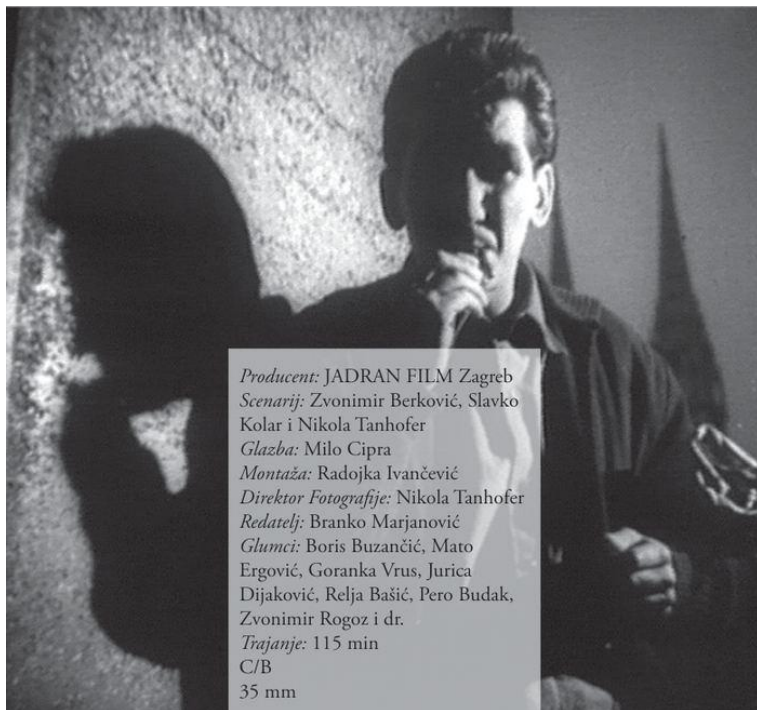 Producent: JADRAN FILM Zagreb
Scenarij: Zvonimir Berković, Slavko
Kolar i Nikola Tanhofer
Glazba: Milo Cipra
Montaža: Radojka Ivančević
Direktor Fotografije: Nikola Tanhofer
Redatelj: Branko Marjanović
Glumci: Boris Buzančić, Mato
Ergović, Goranka Vrus, Jurica
Dijaković, Relja Bašić, Pero Budak,
Zvonimir Rogoz i dr.
Trajanje: 115 min
C/B
35 mm